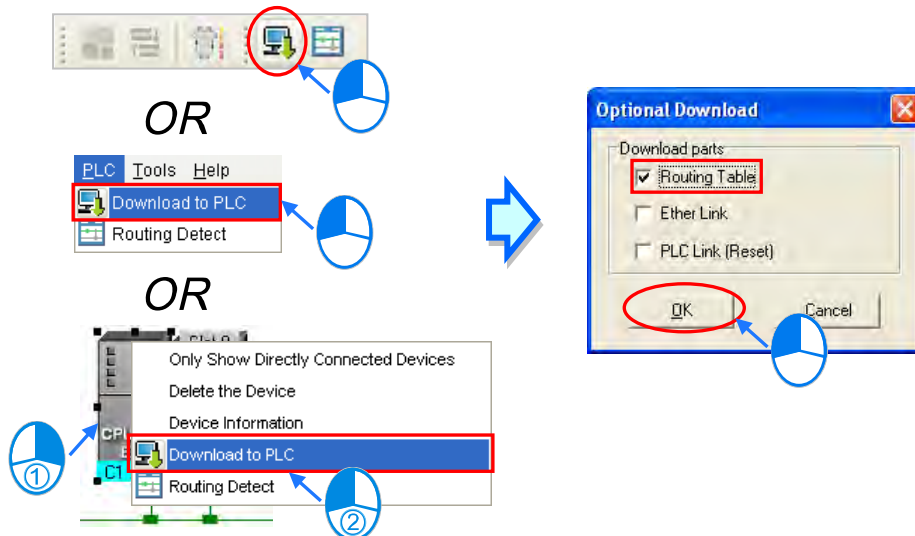 OR
PLC Tools Help
Download to PLC
Routing Detect
OR
Only Show Directly Connected Devices
Delete the Device
Device Information
Download to PLC
Routing Detect
C1
①
②
Optional Download
Download parts
Routing Table
Ether Link
PLC Link (Reset)
OK Cancel